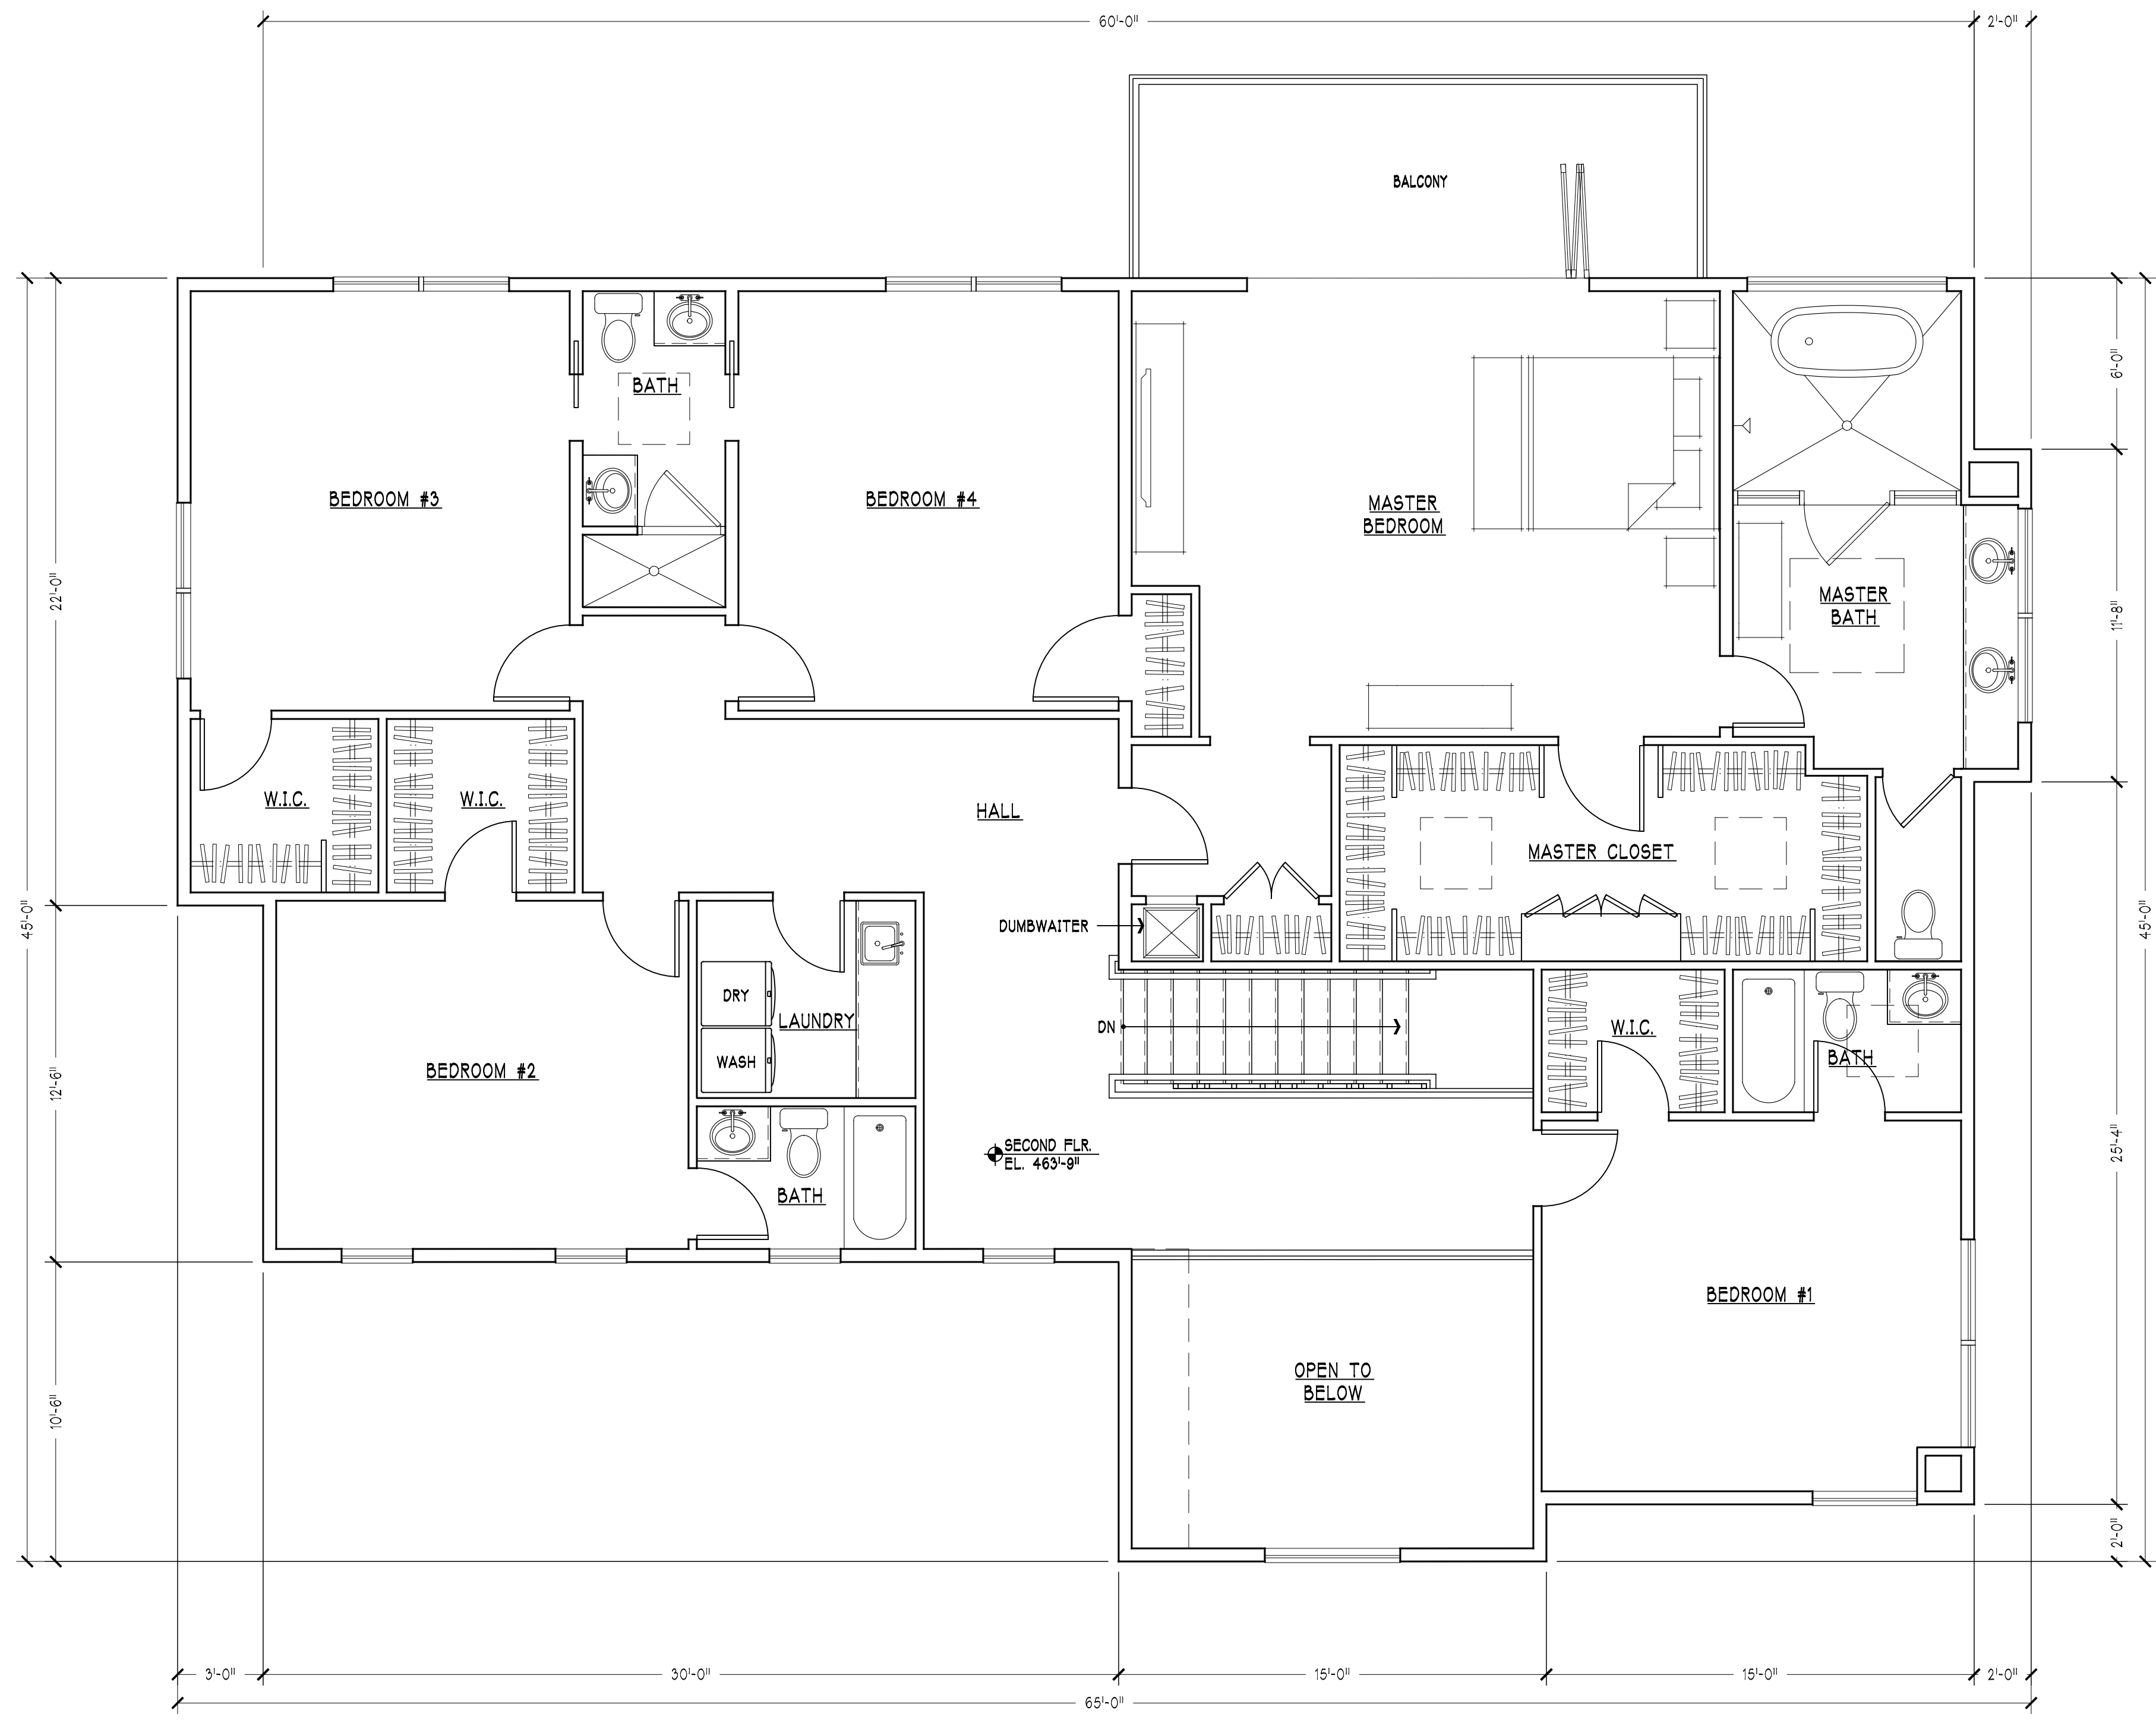 60'-0"
2'-0"
BALCONY
BATH
BEDROOM #3
BEDROOM #4
MASTER
BEDROOM
MASTER
BATH
6'-0"
11'-8"
22'-0"
W.I.C.
W.I.C.
HALL
MASTER CLOSET
DUMBWAITER
45'-0"
45'-0"
DRY
LAUNDRY
WASH
DN
W.I.C.
BATH
BEDROOM #2
12'-6"
SECOND FLR.
EL. 463'-9"
BATH
25'-4"
BEDROOM #1
OPEN TO
BELOW
10'-6"
2'-0"
3'-0"
30'-0"
15'-0"
15'-0"
2'-0"
65'-0"